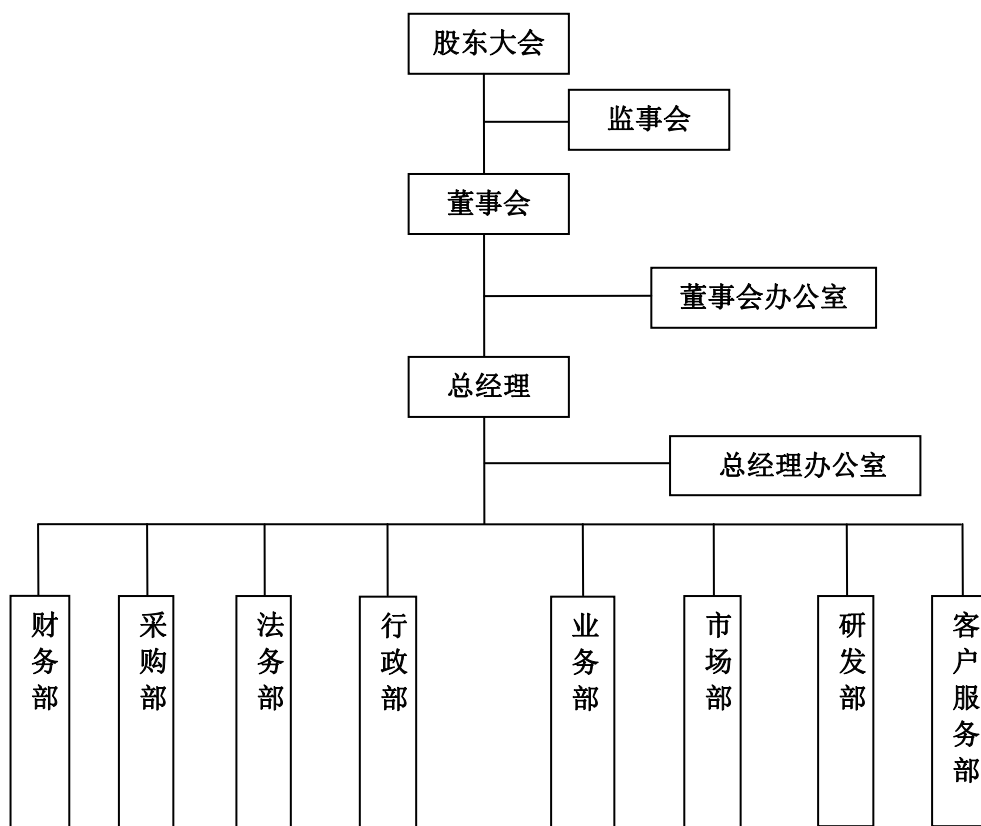 股东大会
监事会
董事会
董事会办公室
总经理
总经理办公室
财务部
采购部
法务部
行政部
业务部
市场部
研发部
客户服务部